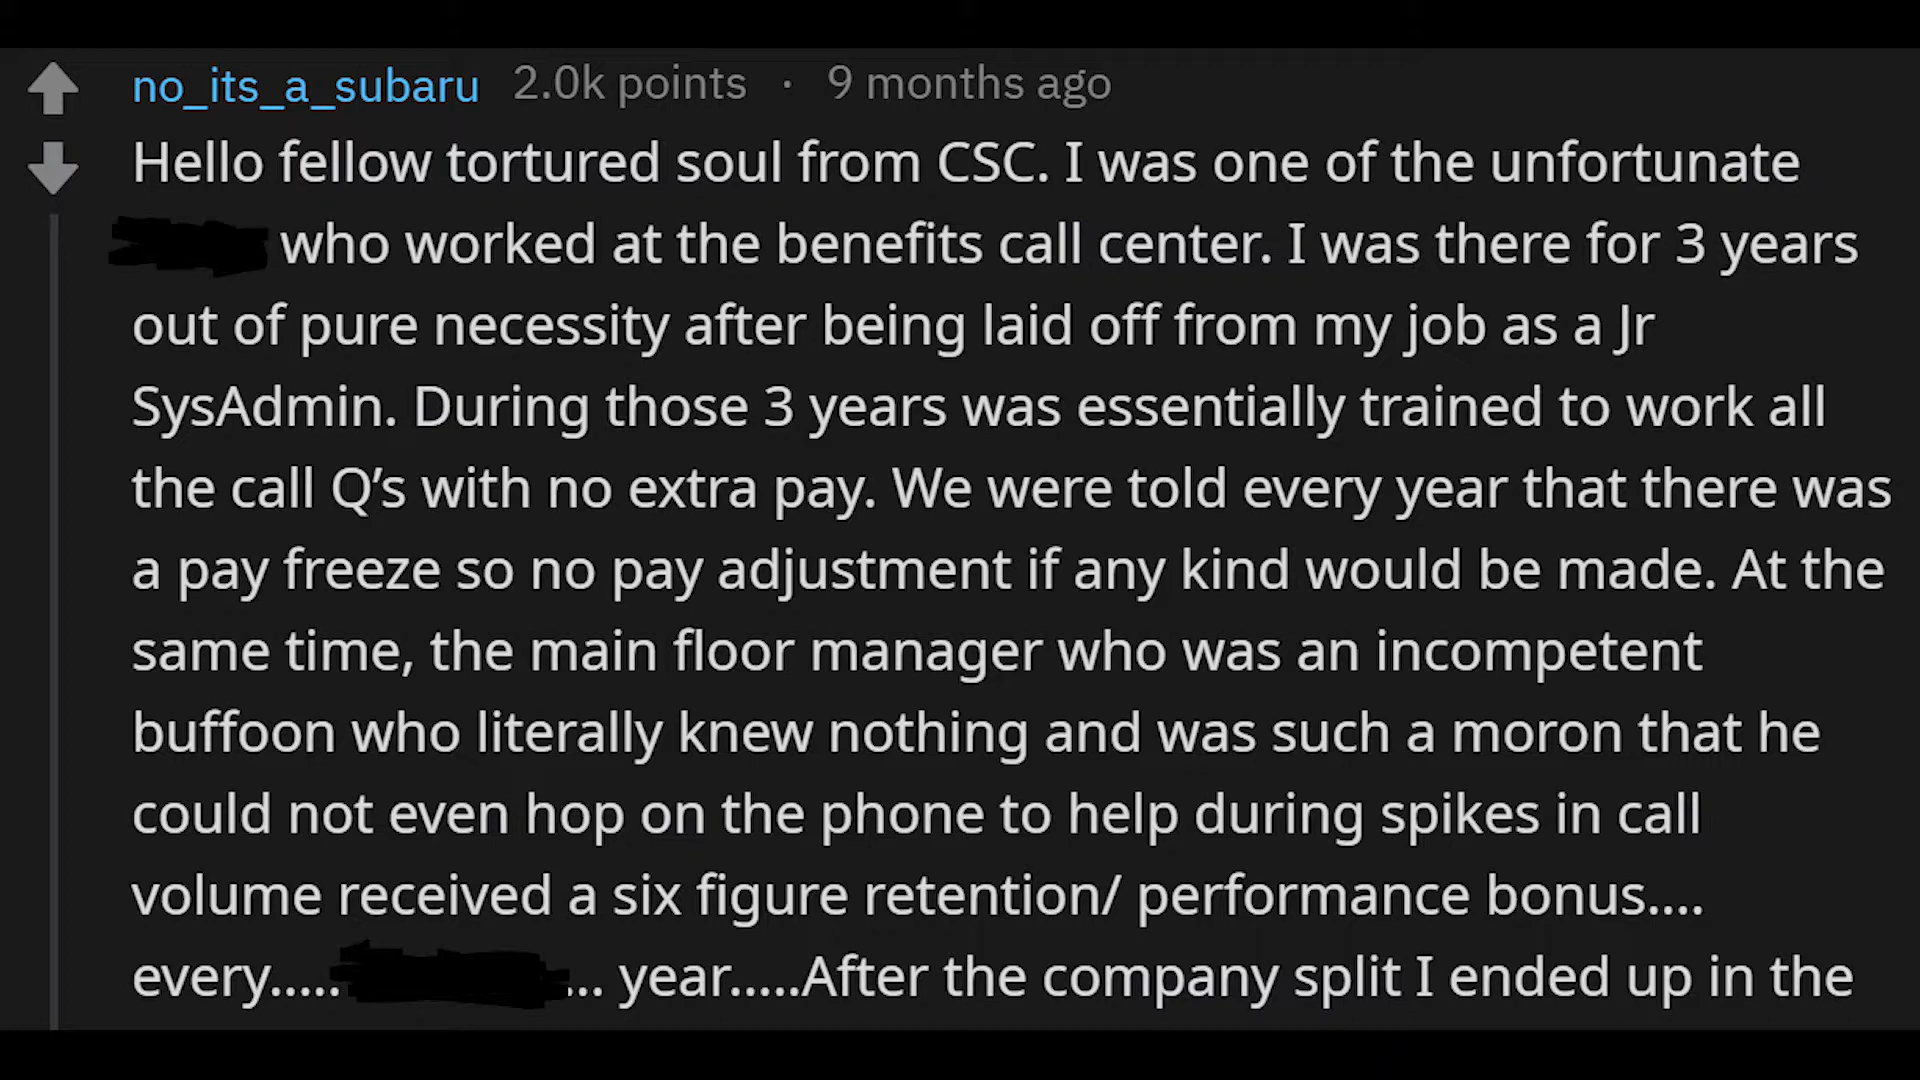 no_its_a_subaru 2.0k points · 9 months ago
Hello fellow tortured soul from CSC. I was one of the unfortunate
who worked at the benefits call center. I was there for 3 years
out of pure necessity after being laid off from my job as a Jr
SysAdmin. During those 3 years was essentially trained to work all
the call Q’s with no extra pay. We were told every year that there was
a pay freeze so no pay adjustment if any kind would be made. At the
same time, the main floor manager who was an incompetent
buffoon who literally knew nothing and was such a moron that he
could not even hop on the phone to help during spikes in call
volume received a six figure retention/ performance bonus....
every..... ... year.....After the company split I ended up in the